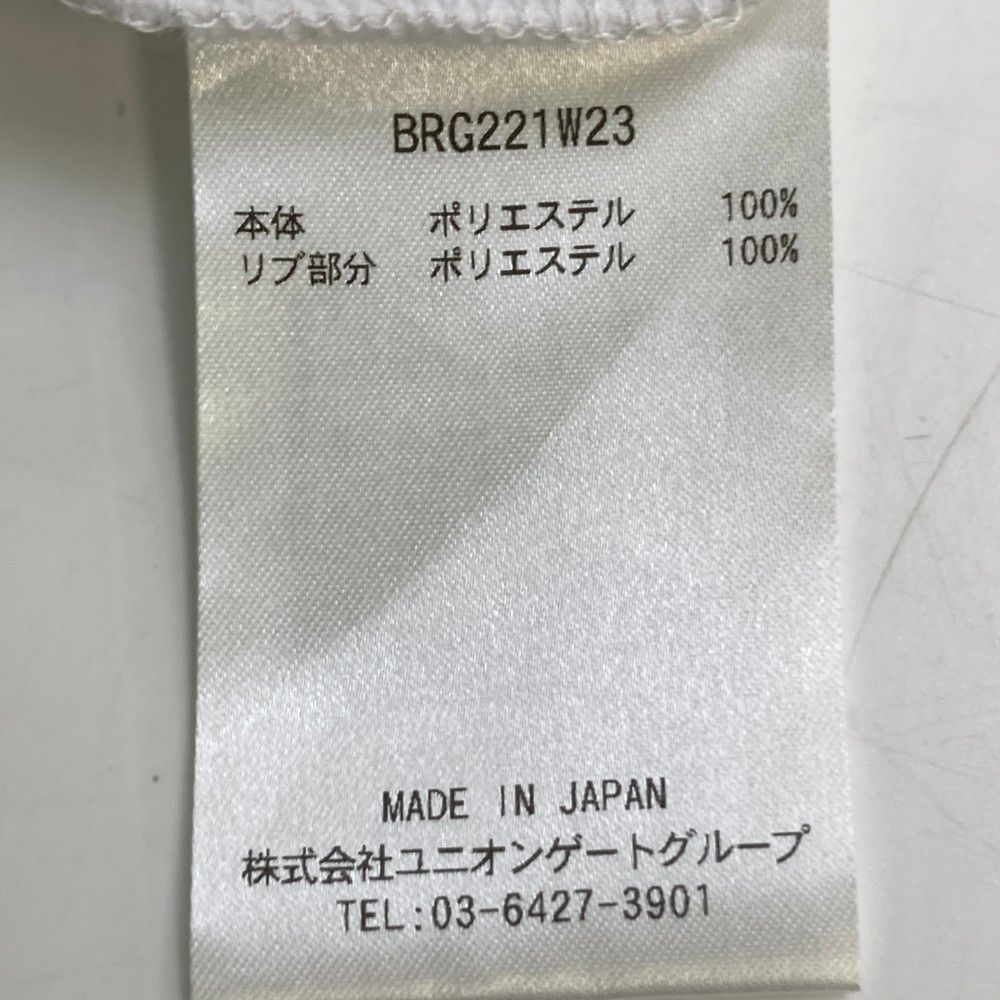 BRG221W23
本体 ポリエステル 100%
リブ部分 ポリエステル 100%
MADE IN JAPAN
株式会社ユニオンゲートグループ
TEL:03-6427-3901